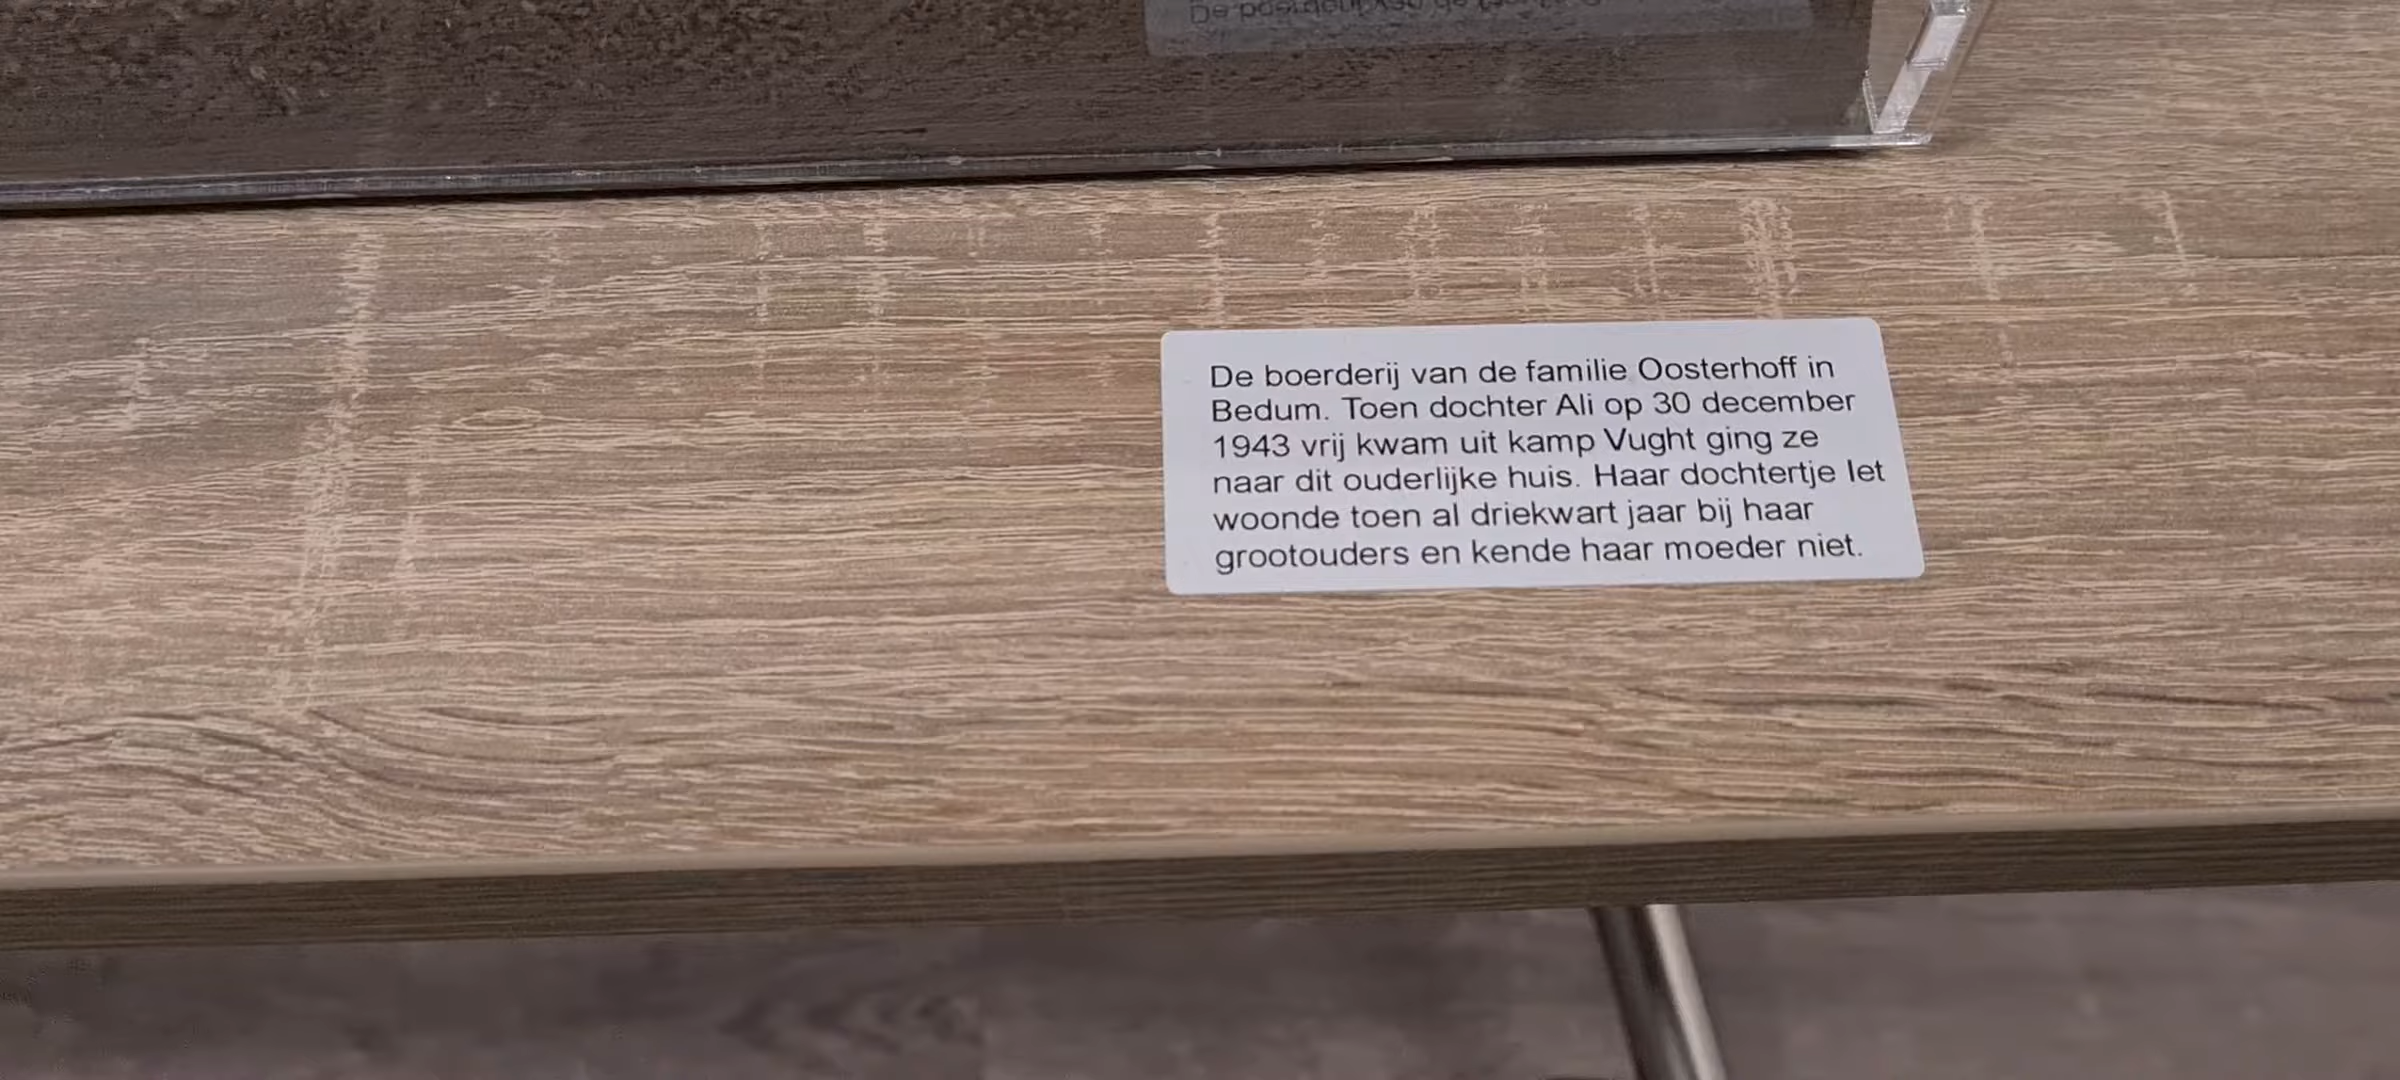 De boerderij van de familie Oosterhoff in
Bedum. Toen dochter Ali op 30 december
1943 vrij kwam uit kamp Vught ging ze
naar dit ouderlijke huis. Haar dochtertje Iet
woonde toen al driekwart jaar bij haar
grootouders en kende haar moeder niet.